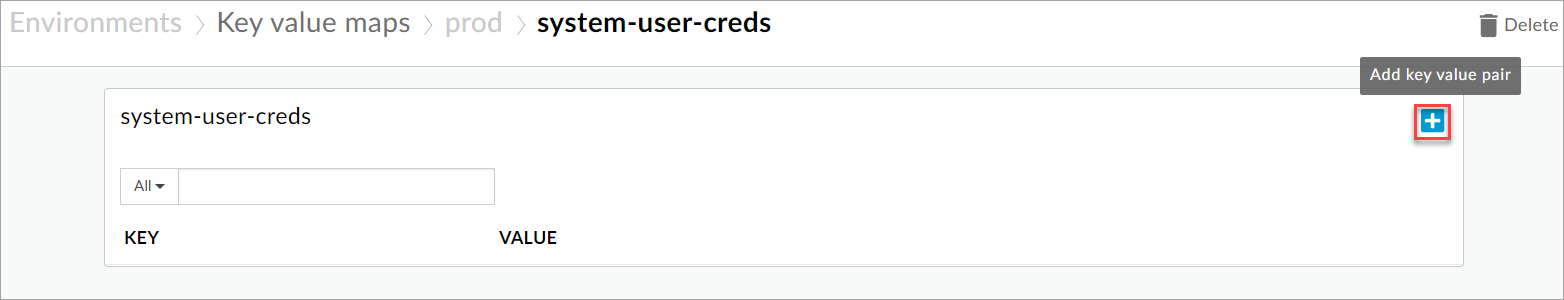 Environments > Key value maps > prod > system-user-creds
Delete
Add key value pair
system-user-creds
All
KEY VALUE